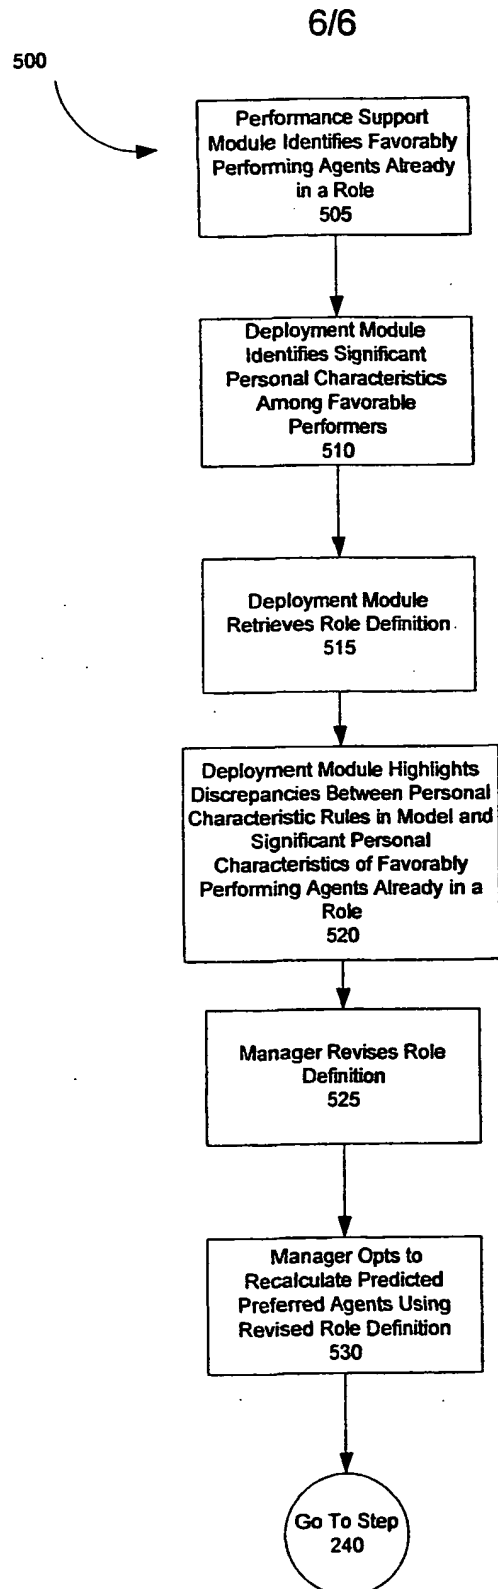 6/6
500
Performance Support
Module Identifies Favorably
Performing Agents Already
in a Role
505
Deployment Module
Identifies Significant
Personal Characteristics
Among Favorable
Performers
510
Deployment Module
Retrieves Role Definition
515
Deployment Module Highlights
Discrepancies Between Personal
Characteristic Rules in Model and
Significant Personal
Characteristics of Favorably
Performing Agents Already in a
Role
520
Manager Revises Role
Definition
525
Manager Opts to
Recalculate Predicted
Preferred Agents Using
Revised Role Definition
530
Go To Step
240